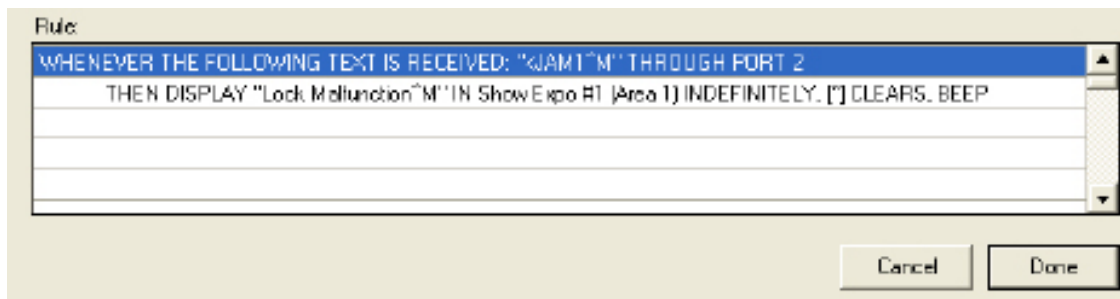 Rule:
WHENEVER THE FOLLOWING TEXT IS RECEIVED: "JAM1^M" THROUGH PORT 2
THEN DISPLAY "Lock Malfunction^M" IN Show Expo #1 (Area 1) INDEFINITELY, [*] CLEARS, BEEP
Cancel
Done